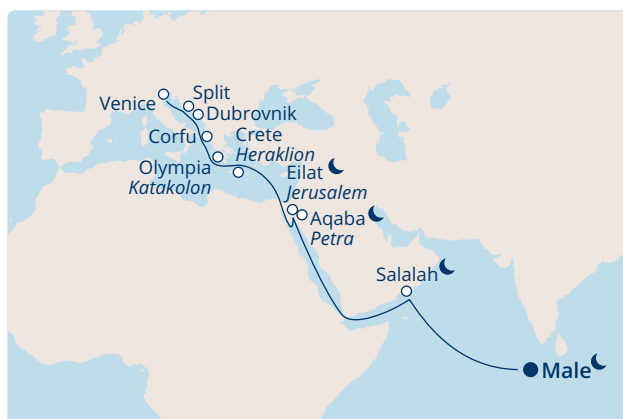 Venice
Split
Dubrovnik
Corfu
Crete
Heraklion
Olympia
Katakolon
Eilat
Jerusalem
Aqaba
Petra
Salalah
Male